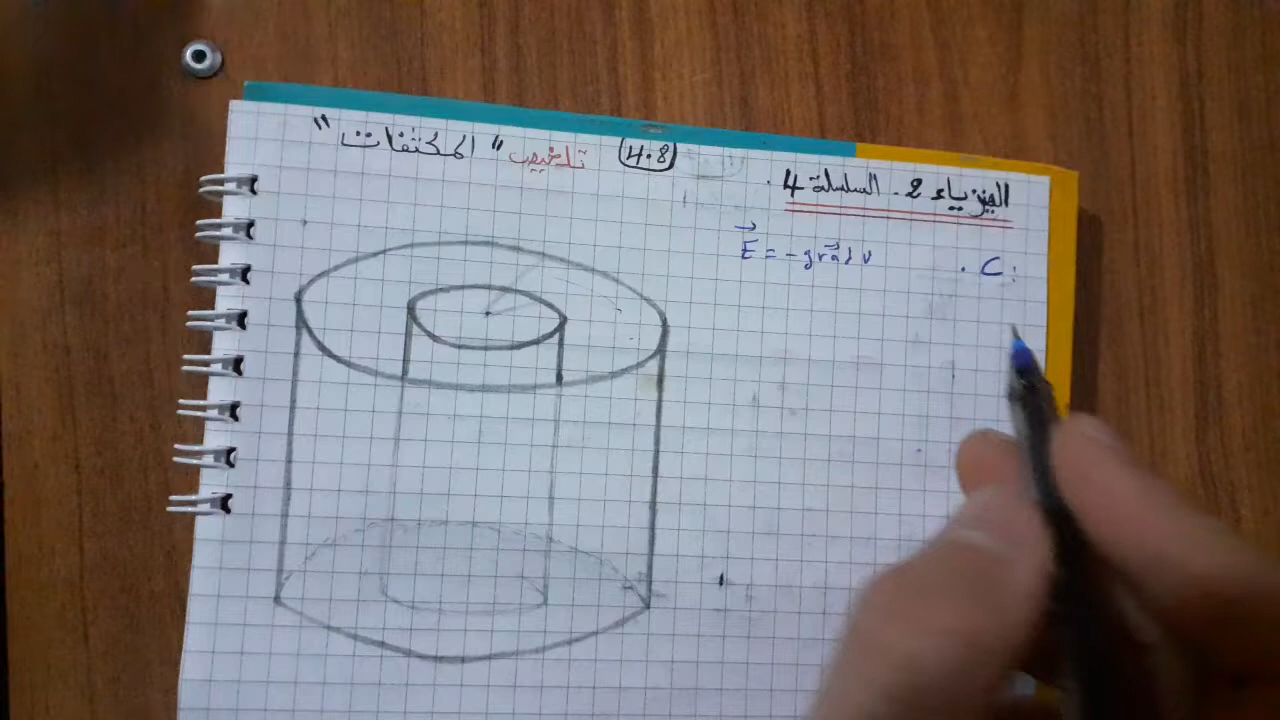 الفيزياء 2 - السلسلة 4.
4.8 تلخيص "المكثفات"
. C :
E⃗ = - grad⃗ V